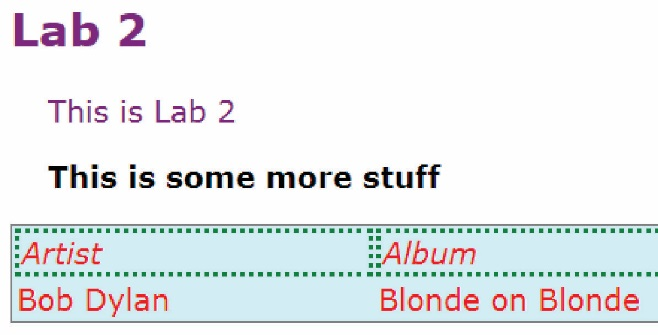 Lab 2
This is Lab 2
This is some more stuff
Artist Album
Bob Dylan Blonde on Blonde